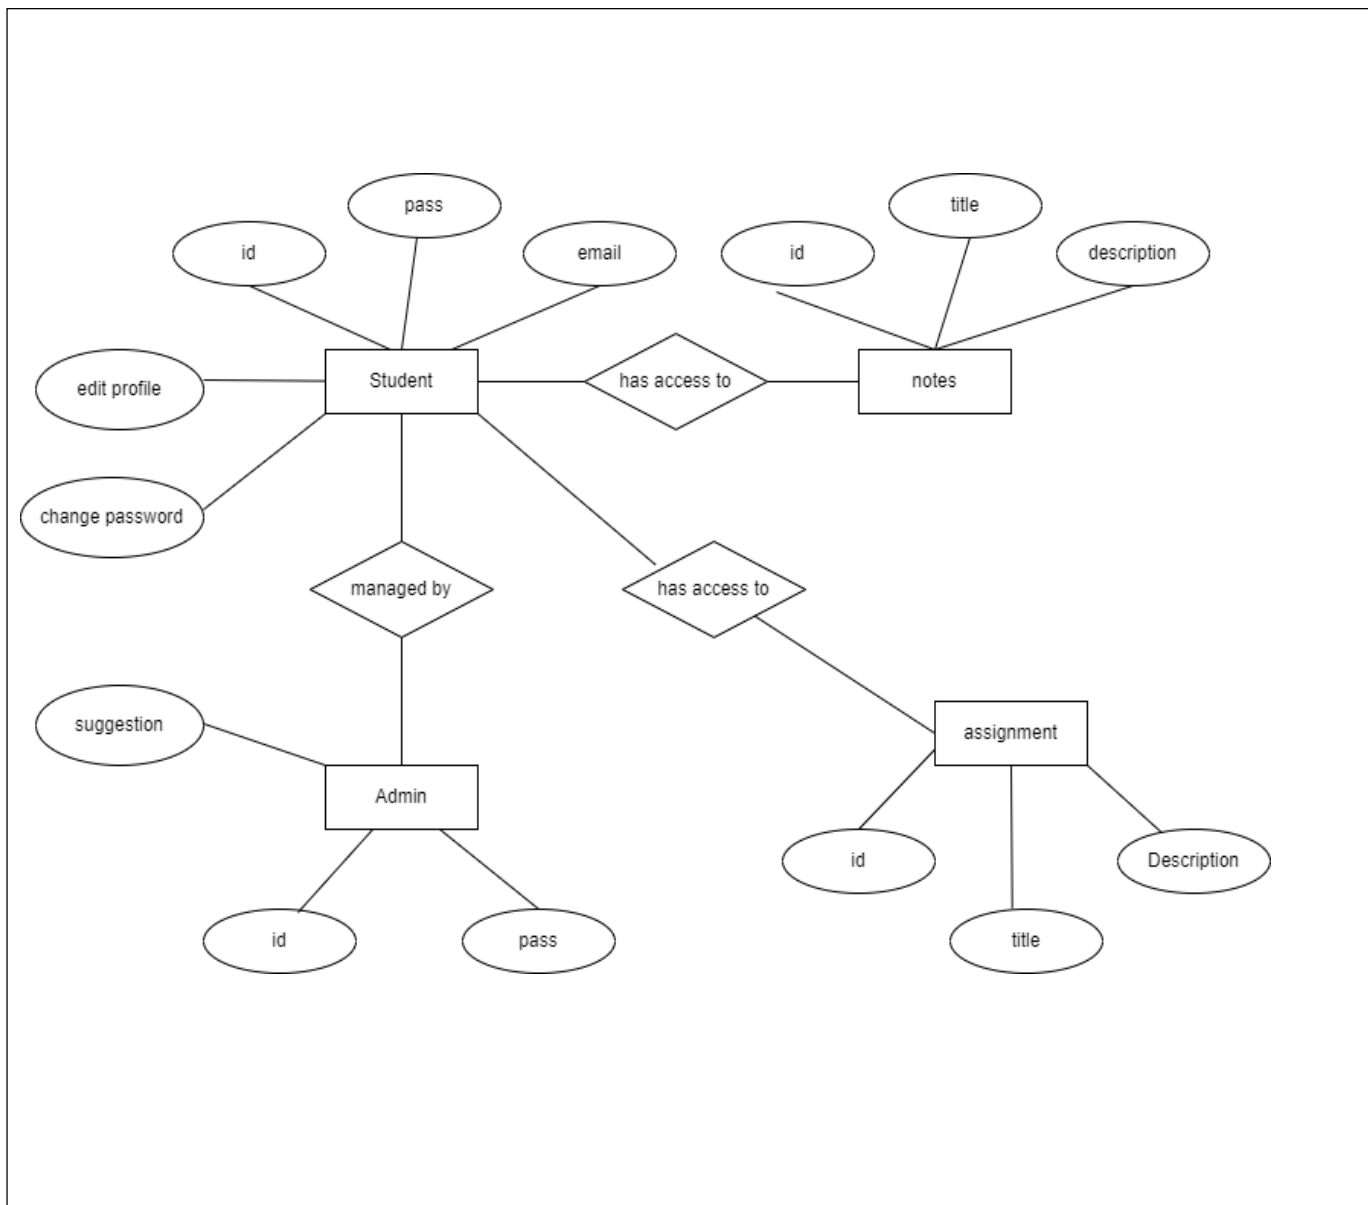 pass
title
id
email
id
description
edit profile
Student
has access to
notes
change password
managed by
has access to
suggestion
assignment
Admin
id
Description
id
pass
title